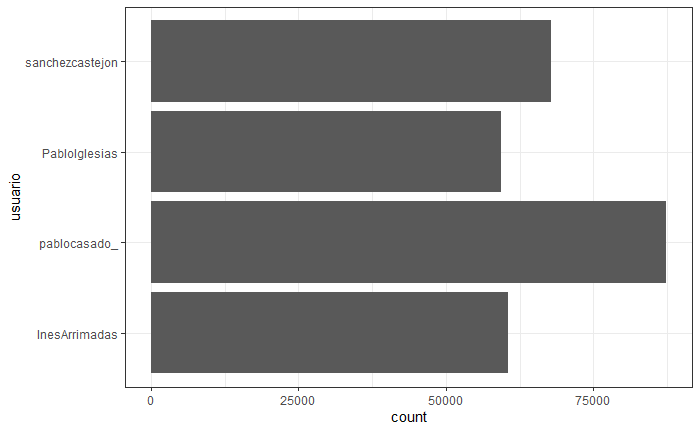 sanchezcastejon
PabloIglesias
pablocasado_
InesArrimadas
usuario
0 25000 50000 75000
count